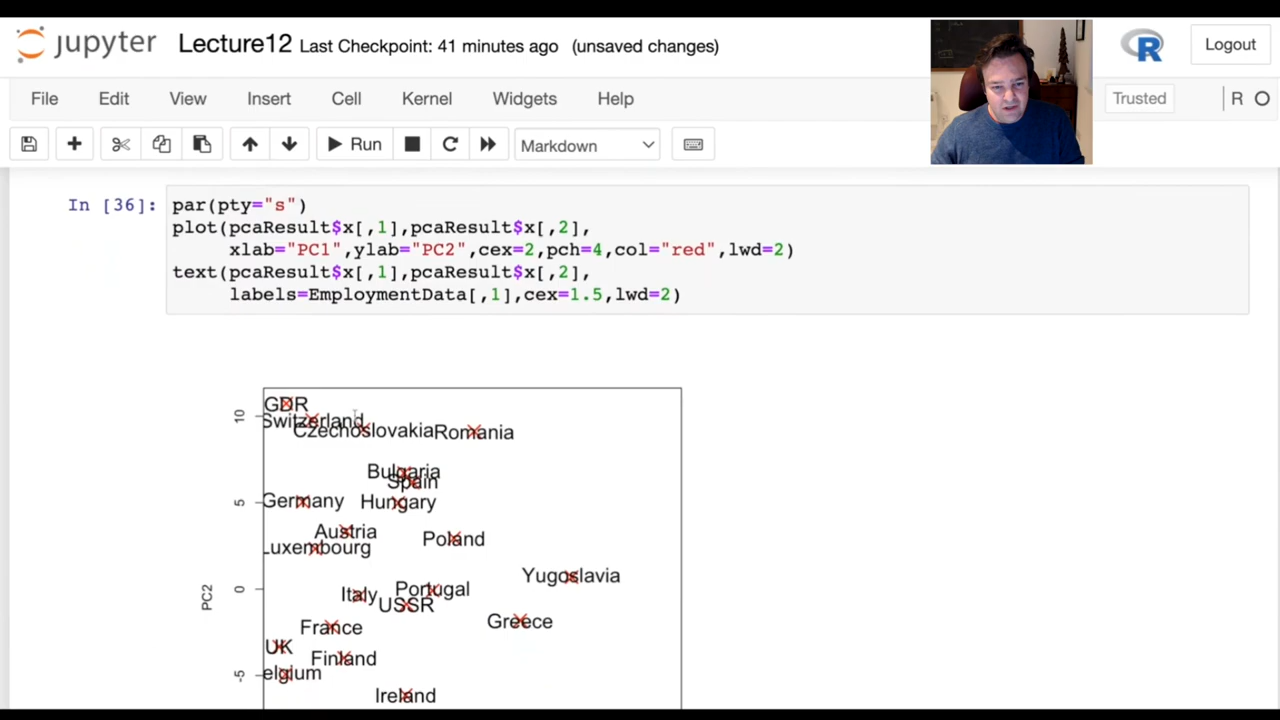 jupyter Lecture12 Last Checkpoint: 41 minutes ago (unsaved changes) R Logout
File Edit View Insert Cell Kernel Widgets Help Trusted R
Run Markdown
In [36]: par(pty="s")
plot(pcaResult$x[,1],pcaResult$x[,2],
xlab="PC1",ylab="PC2",cex=2,pch=4,col="red",lwd=2)
text(pcaResult$x[,1],pcaResult$x[,2],
labels=EmploymentData[,1],cex=1.5,lwd=2)
GDR
10
Switzerland
Czechoslovakia Romania
Bulgaria
Spain
5 Germany Hungary
Austria
Poland
Luxembourg
Yugoslavia
PC2 0 Italy Portugal
USSR
Greece
France
UK
Finland
-5 elgium
Ireland